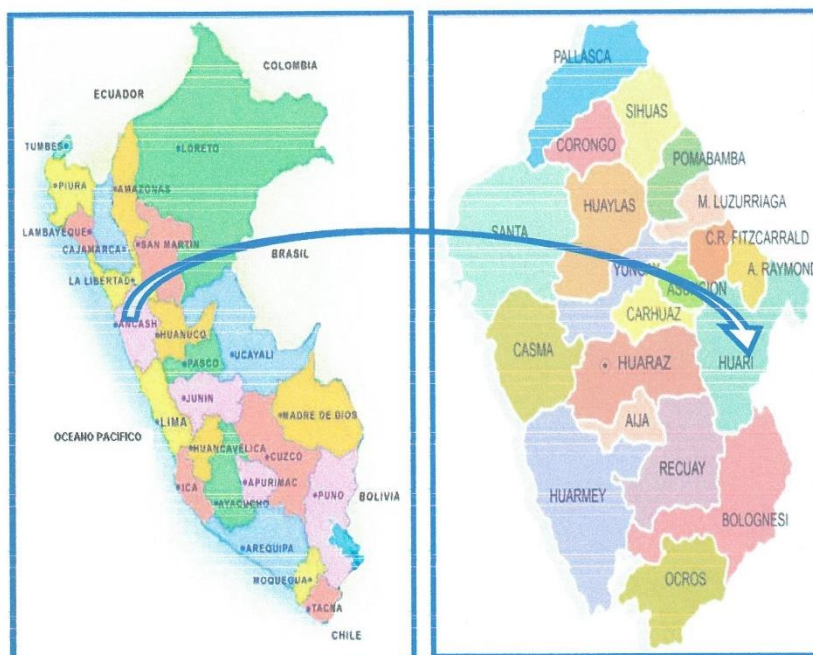 COLOMBIA
ECUADOR
TUMBES
LORETO
PIURA
AMAZONAS
LAMBAYEQUE
CAJAMARCA
SAN MARTIN
BRASIL
LA LIBERTAD
ANCASH
HUANUCO
UCAYALI
PASCO
JUNIN
LIMA
MADRE DE DIOS
OCEANO PACIFICO
HUANCAVELICA
CUZCO
ICA
APURIMAC
PUNO
AYACUCHO
BOLIVIA
AREQUIPA
MOQUEGUA
TACNA
CHILE
PALLASCA
SIHUAS
CORONGO
POMABAMBA
HUAYLAS
M. LUZURRIAGA
SANTA
C.R. FITZCARRALD
YUNGAY
A. RAYMOND
ASUNCION
CARHUAZ
CASMA
HUARAZ
HUARI
AIJA
RECUAY
HUARMEY
BOLOGNESI
OCROS